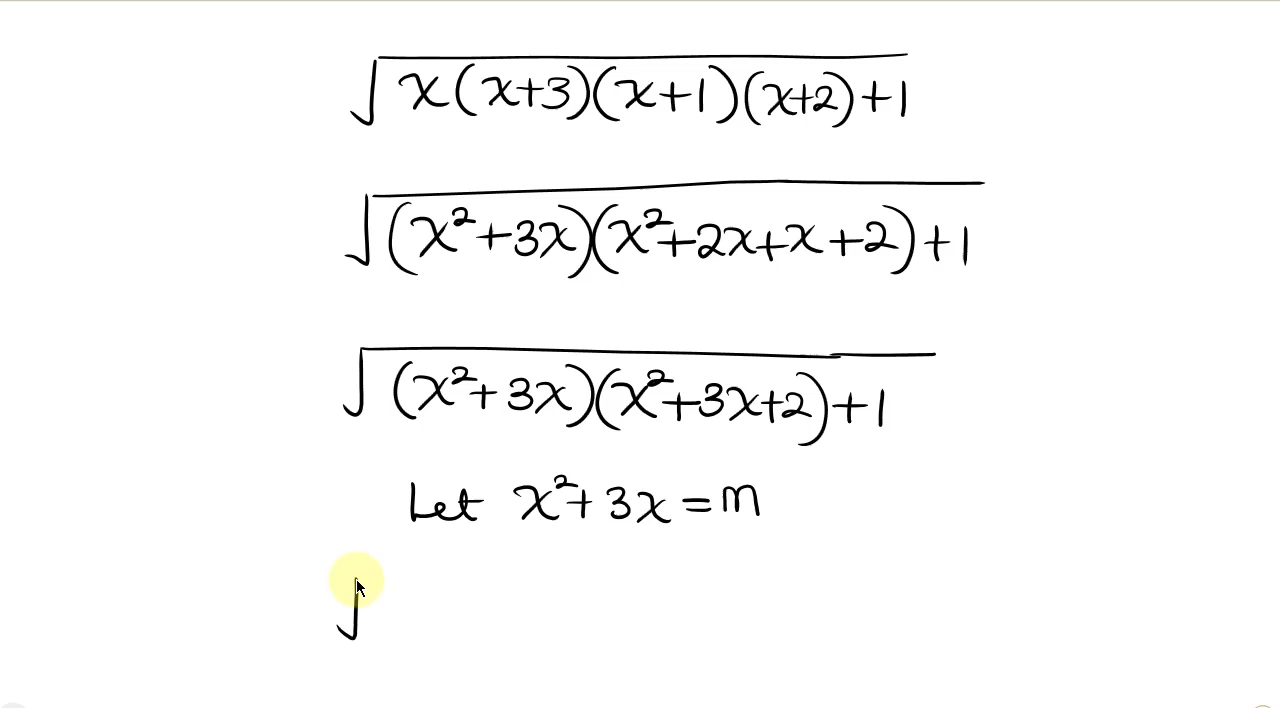 √x(x+3)(x+1)(x+2)+1
√(x²+3x)(x²+2x+x+2)+1
√(x²+3x)(x²+3x+2)+1
Let x²+3x=m
√